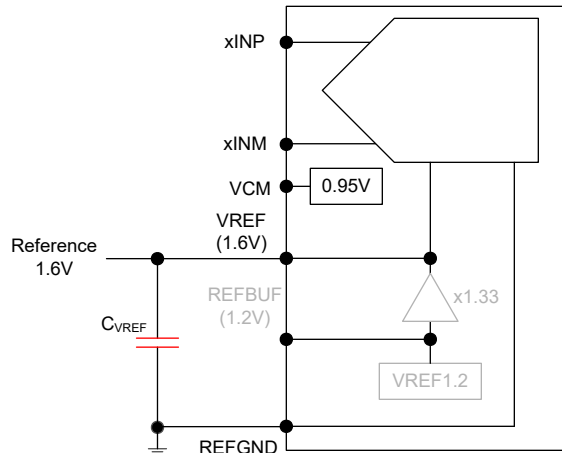 xINP
xINM
VCM
0.95V
VREF
(1.6V)
Reference
1.6V
REFBUF
(1.2V)
x1.33
CVREF
VREF1.2
REFGND